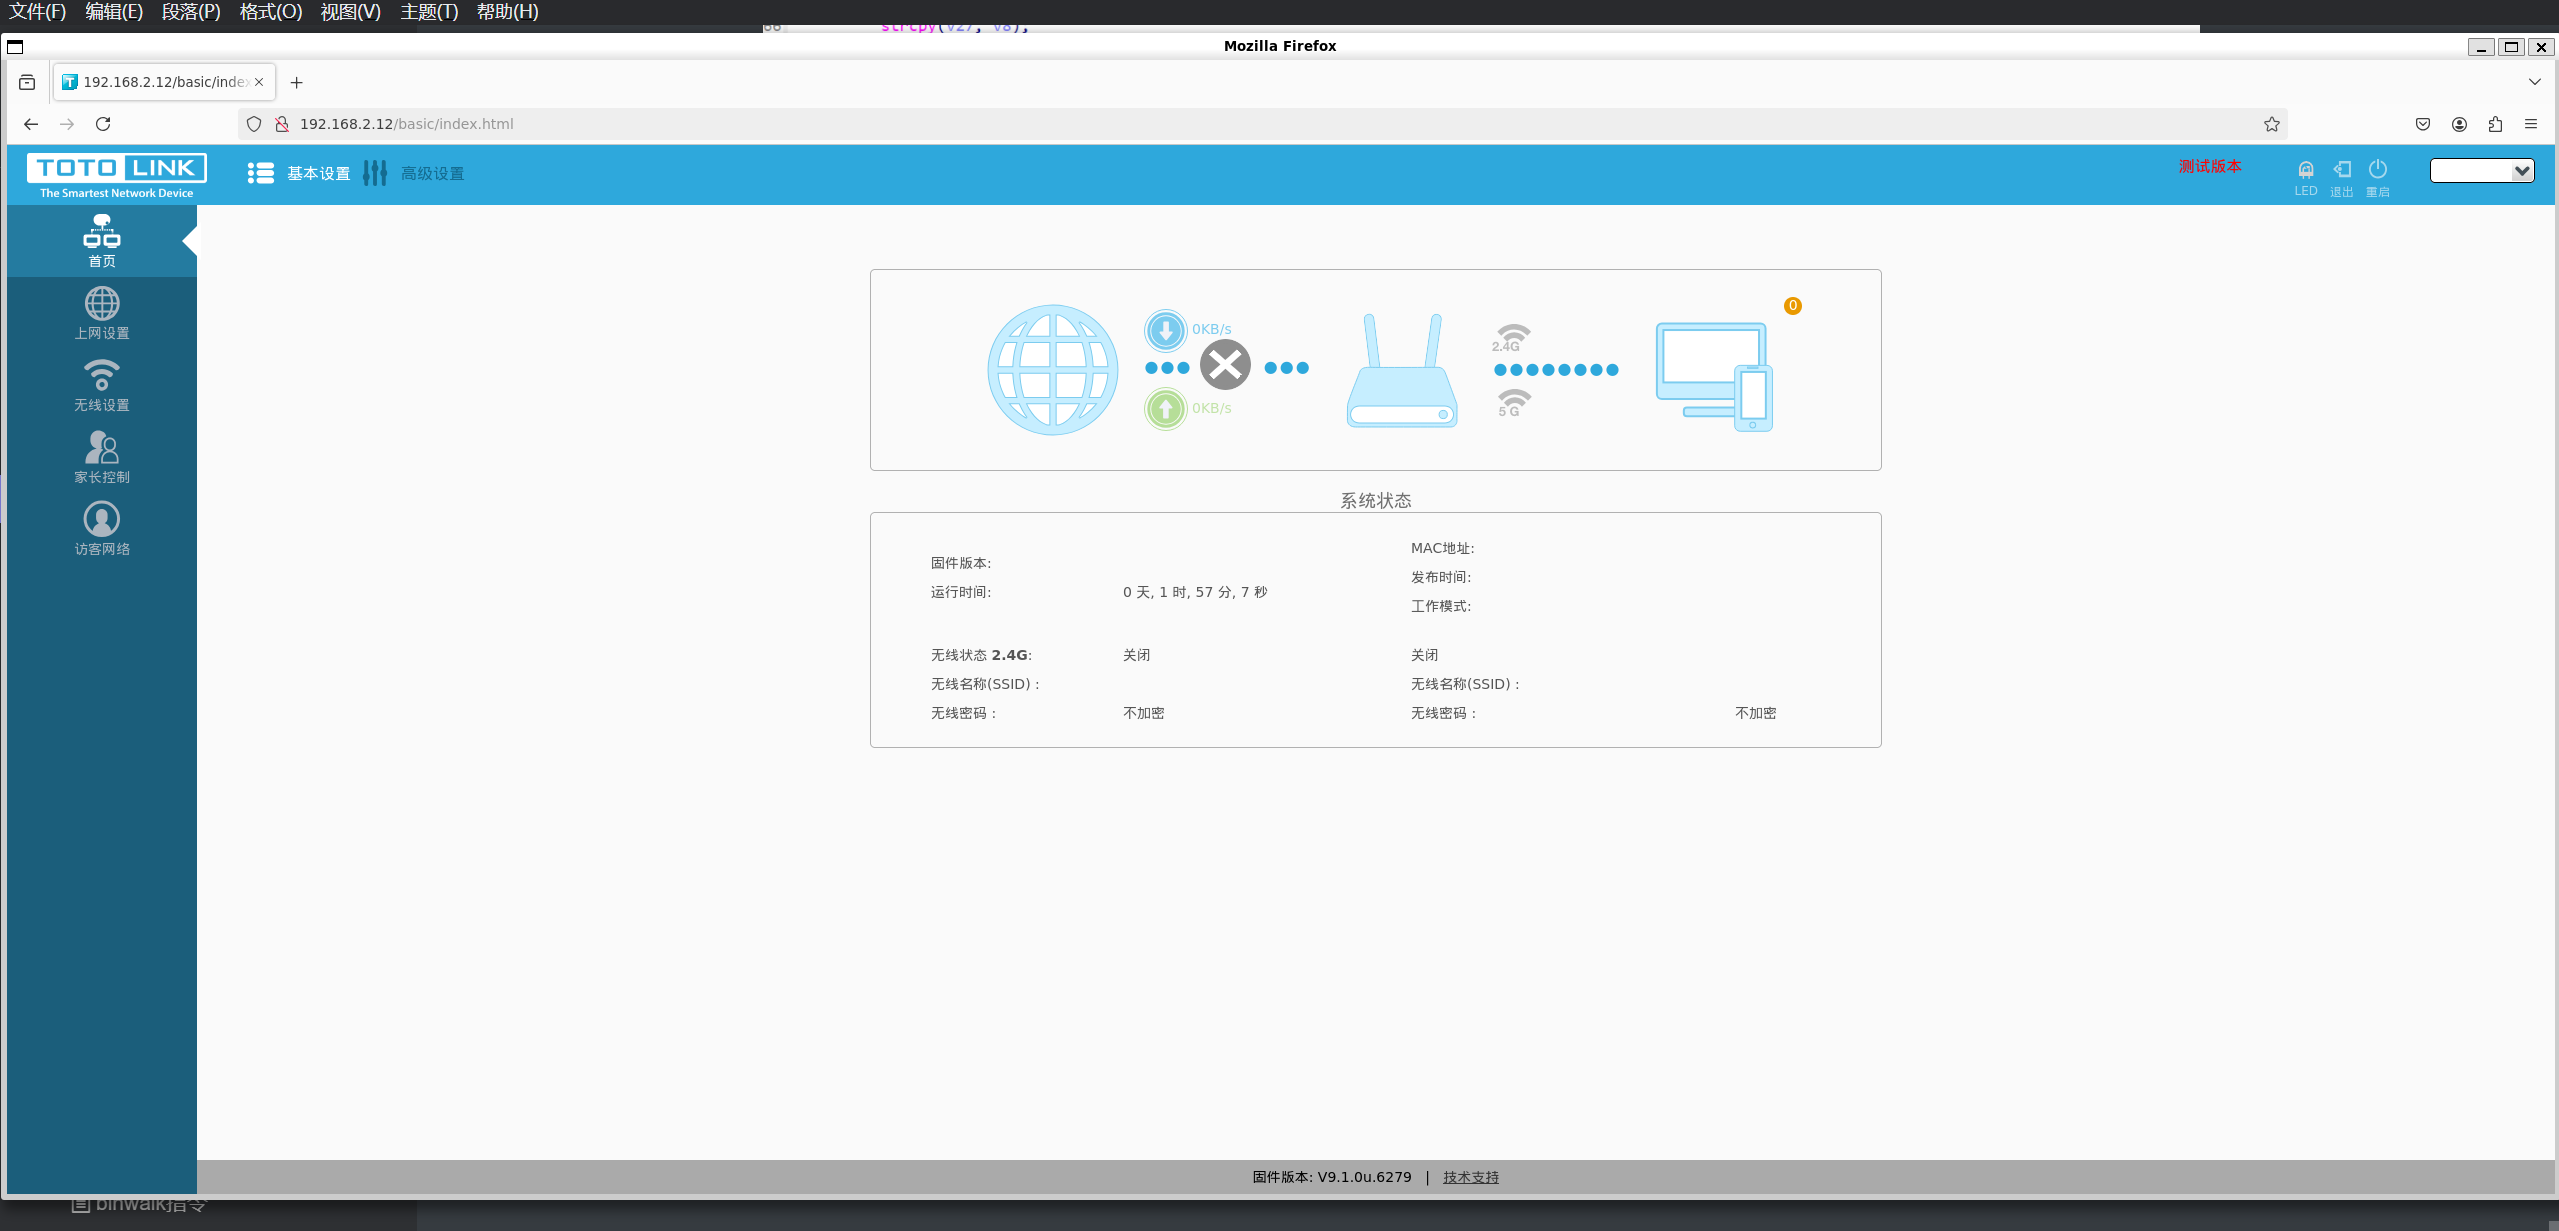 文件(F) 编辑(E) 段落(P) 格式(O) 视图(V) 主题(T) 帮助(H)
66 strcpy(v27, v8);
Mozilla Firefox
192.168.2.12/basic/index
192.168.2.12/basic/index.html
TOTO LINK
The Smartest Network Device
基本设置 高级设置
测试版本
LED 退出 重启
首页
上网设置
无线设置
家长控制
访客网络
0
0KB/s
2.4G
0KB/s
5 G
系统状态
MAC地址:
固件版本:
发布时间:
运行时间: 0 天, 1 时, 57 分, 7 秒
工作模式:
无线状态 2.4G: 关闭 关闭
无线名称(SSID) : 无线名称(SSID) :
无线密码 : 不加密 无线密码 : 不加密
固件版本: V9.1.0u.6279 | 技术支持
binwalk指令